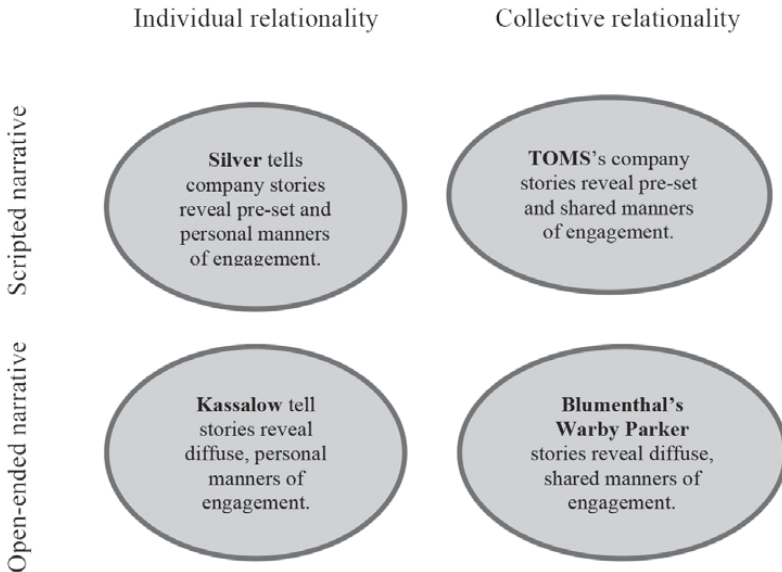 Individual relationality
Collective relationality
Scripted narrative
Silver tells
company stories
reveal pre-set and
personal manners
of engagement.
TOMS's company
stories reveal pre-set
and shared manners
of engagement.
Open-ended narrative
Kassalow tell
stories reveal
diffuse, personal
manners of
engagement.
Blumenthal's
Warby Parker
stories reveal diffuse,
shared manners of
engagement.